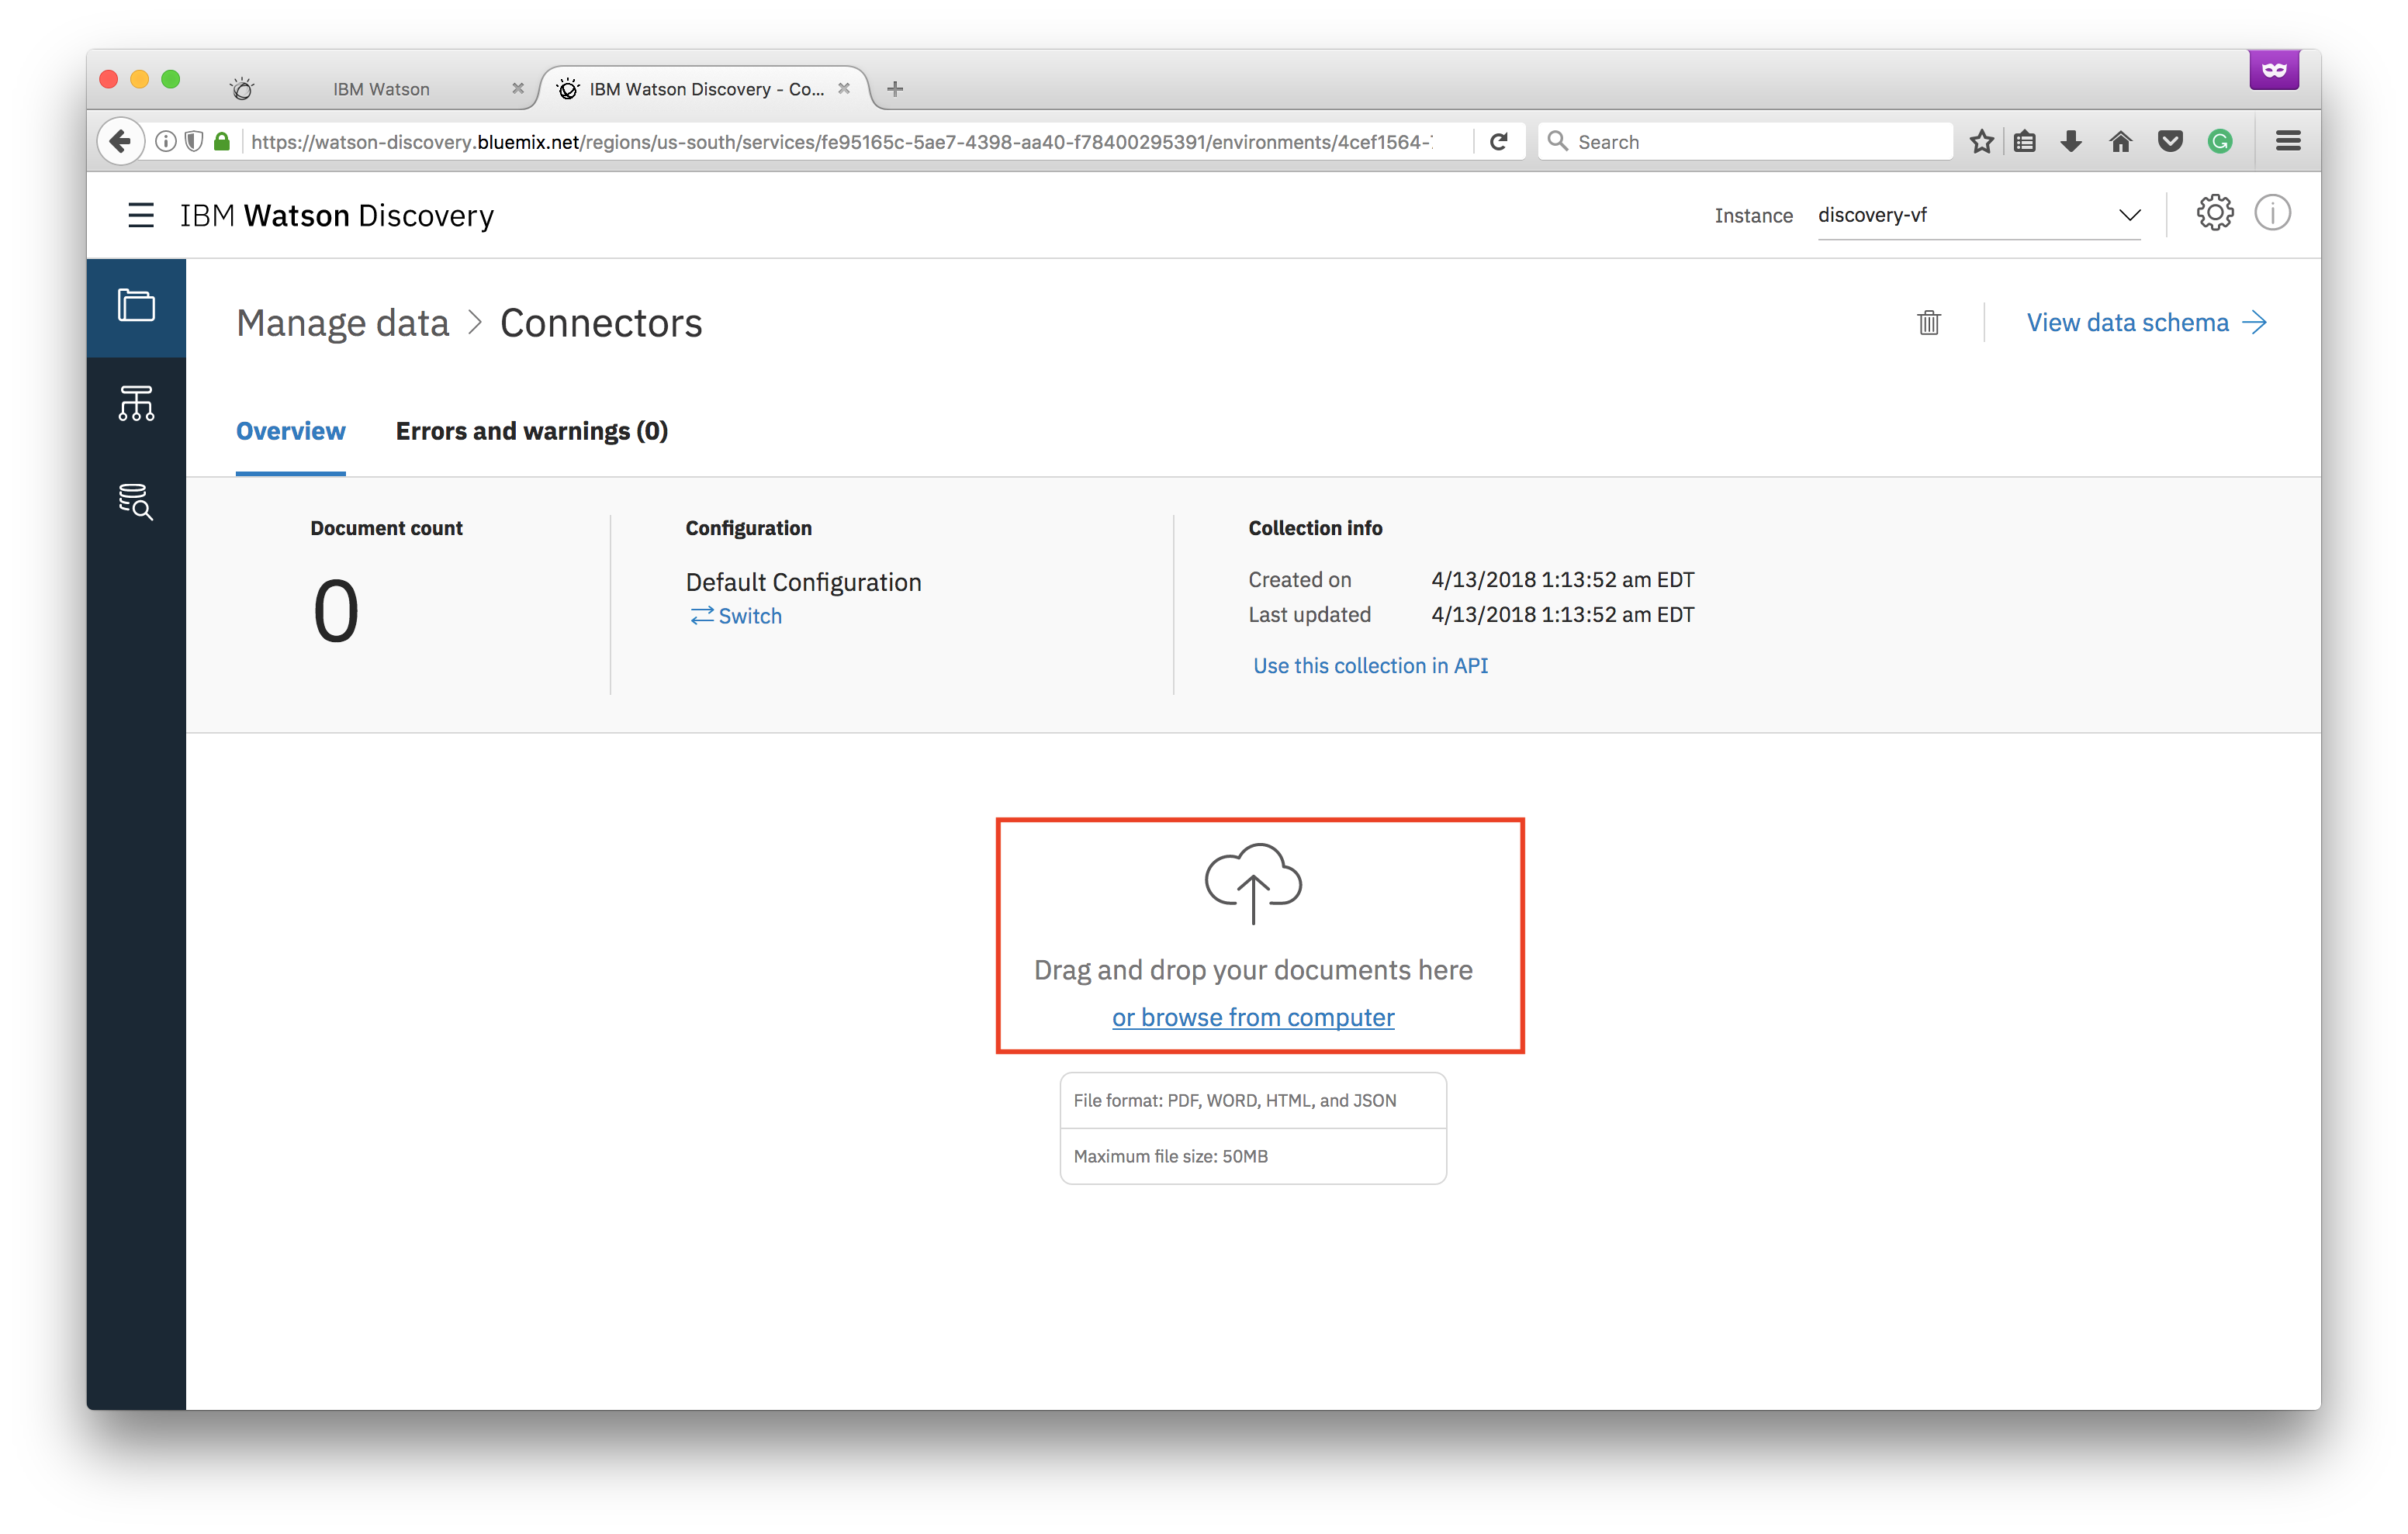 IBM Watson
IBM Watson Discovery - Co...
https://watson-discovery.bluemix.net/regions/us-south/services/fe95165c-5ae7-4398-aa40-f78400295391/environments/4cef1564-
Search
IBM Watson Discovery
Instance
discovery-vf
Manage data > Connectors
View data schema
Overview
Errors and warnings (0)
Document count
0
Configuration
Default Configuration
Switch
Collection info
Created on 4/13/2018 1:13:52 am EDT
Last updated 4/13/2018 1:13:52 am EDT
Use this collection in API
Drag and drop your documents here
or browse from computer
File format: PDF, WORD, HTML, and JSON
Maximum file size: 50MB